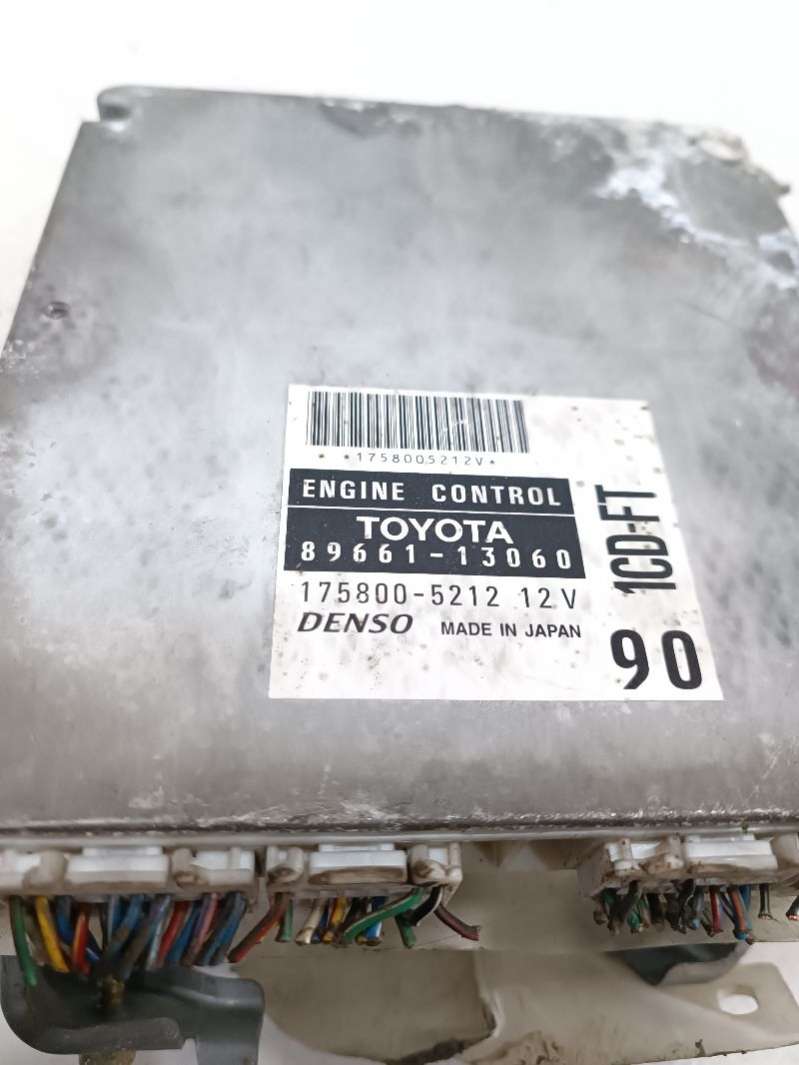 * *1758005212V*
ENGINE CONTROL
TOYOTA
89661-13060
175800-5212 12V
DENSO MADE IN JAPAN
1CD-FT
90